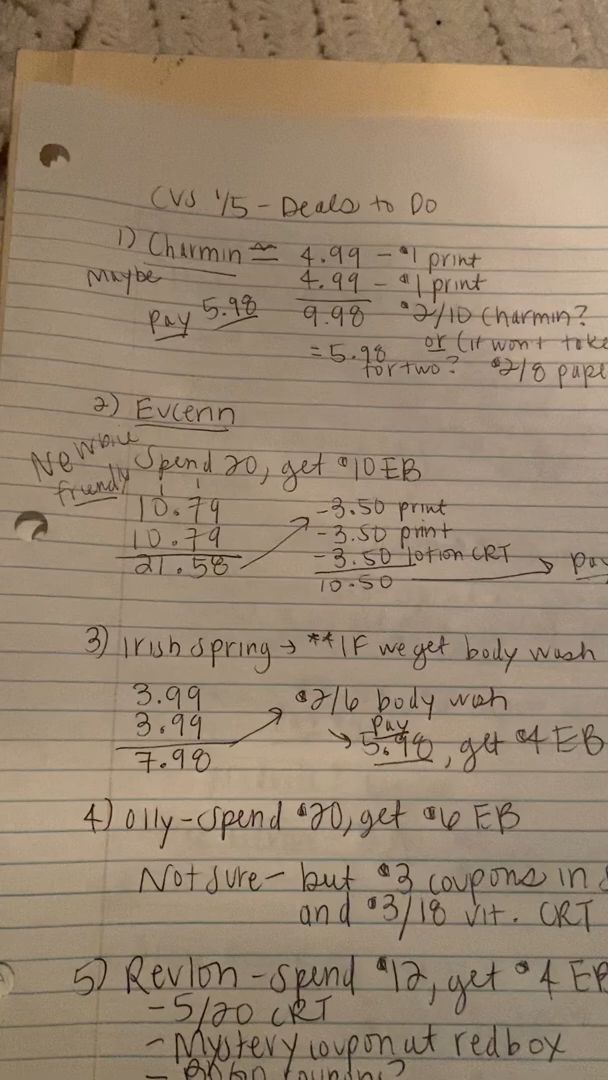 CVS 1/5 - Deals to Do
1) Charmin ≈ 4.99 - $1 print
Maybe 4.99 - $1 print
pay 5.98 9.98 $2/10 Charmin?
= 5.98 or (it won't take
for two? $2/8 pape
2) Eucerin
Newbie friendly
Spend 20, get $10 EB
10.79 -3.50 print
10.79 -3.50 print
21.58 -3.50 lotion CRT
10.50 pay
3) Irish Spring → **IF we get body wash
3.99 $2/6 body wash
3.99 pay
7.98 5.98, get $4 EB
4) Olly - Spend $20, get $6 EB
Not sure - but $3 coupons in
and $3/18 vit. CRT
5) Revlon - spend $12, get $4 EB
- 5/20 CRT
- Mystery coupon at redbox
- BOGO